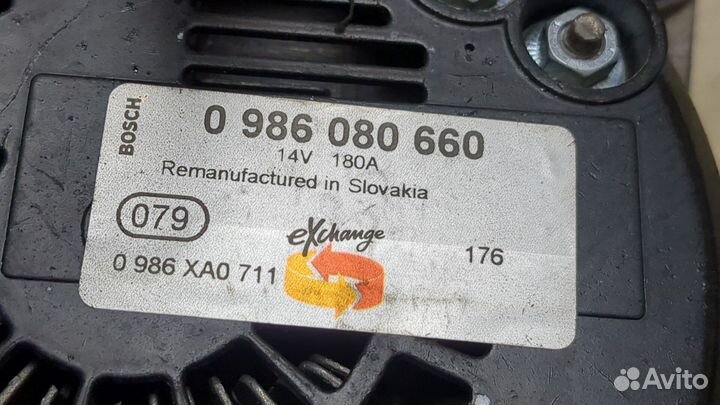 BOSCH
0 986 080 660
14V 180A
Remanufactured in Slovakia
079
eXchange
176
0 986 XA0 711
Avito